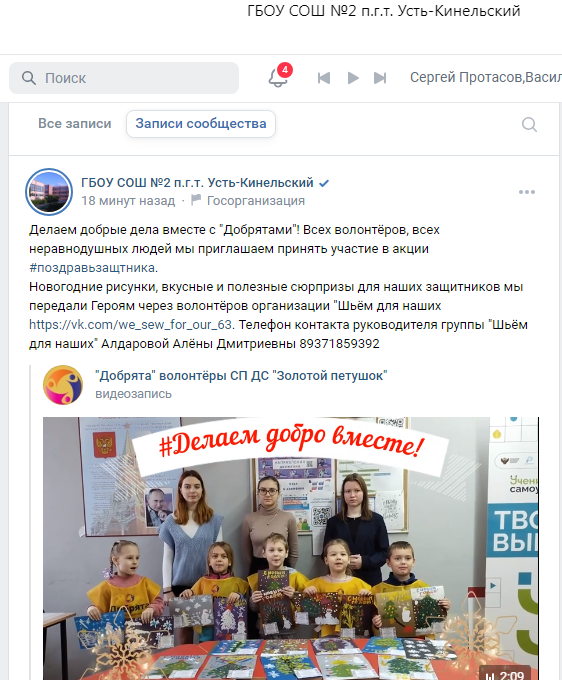 ГБОУ СОШ №2 п.г.т. Усть-Кинельский
Поиск
4
Сергей Протасов,Васил
Все записи
Записи сообщества
ГБОУ СОШ №2 п.г.т. Усть-Кинельский
18 минут назад · Госорганизация
Делаем добрые дела вместе с "Добрятами"! Всех волонтёров, всех
неравнодушных людей мы приглашаем принять участие в акции
#поздравьзащтника.
Новогодние рисунки, вкусные и полезные сюрпризы для наших защитников мы
передали Героям через волонтёров организации "Шьём для наших
https://vk.com/we_sew_for_our_63. Телефон контакта руководителя группы "Шьём
для наших" Алдаровой Алёны Дмитриевны 89371859392
"Добрята" волонтёры СП ДС "Золотой петушок"
видеозапись
#Делаем добро вместе!
Учени
самоу
ТВО
ВЫ
Добрята
2:09